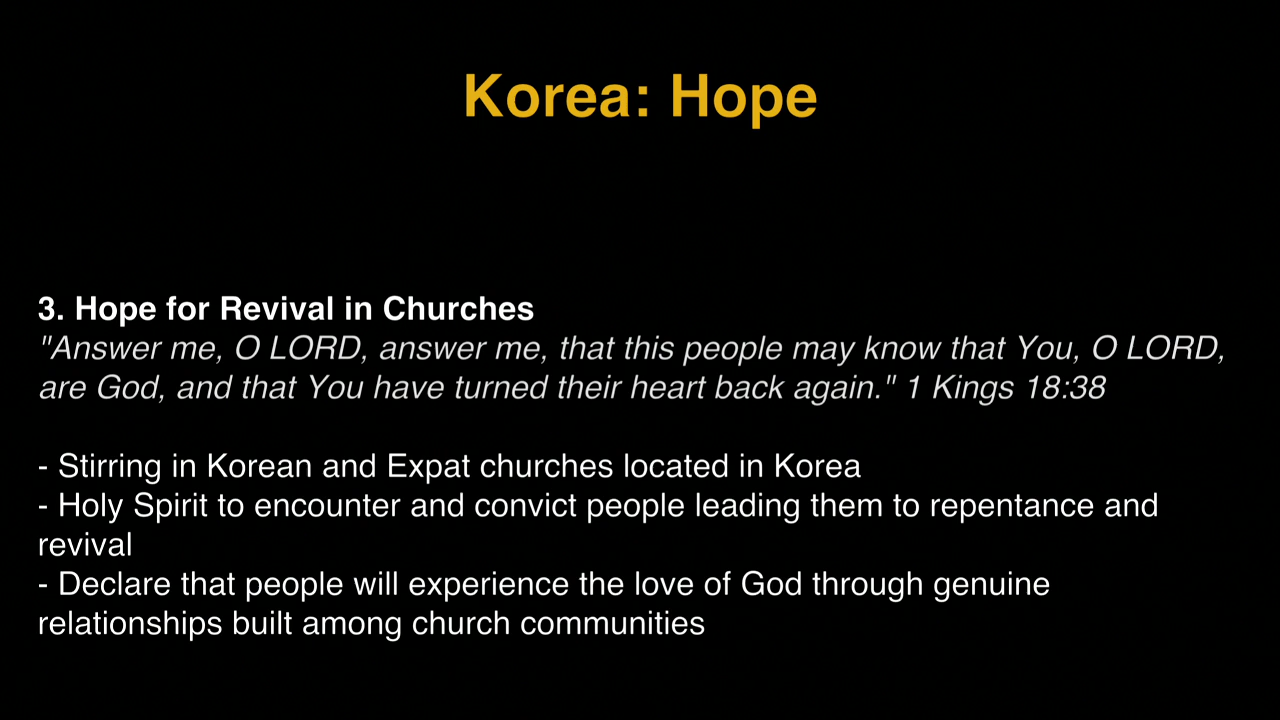 Korea: Hope
3. Hope for Revival in Churches
"Answer me, O LORD, answer me, that this people may know that You, O LORD,
are God, and that You have turned their heart back again." 1 Kings 18:38
- Stirring in Korean and Expat churches located in Korea
- Holy Spirit to encounter and convict people leading them to repentance and
revival
- Declare that people will experience the love of God through genuine
relationships built among church communities